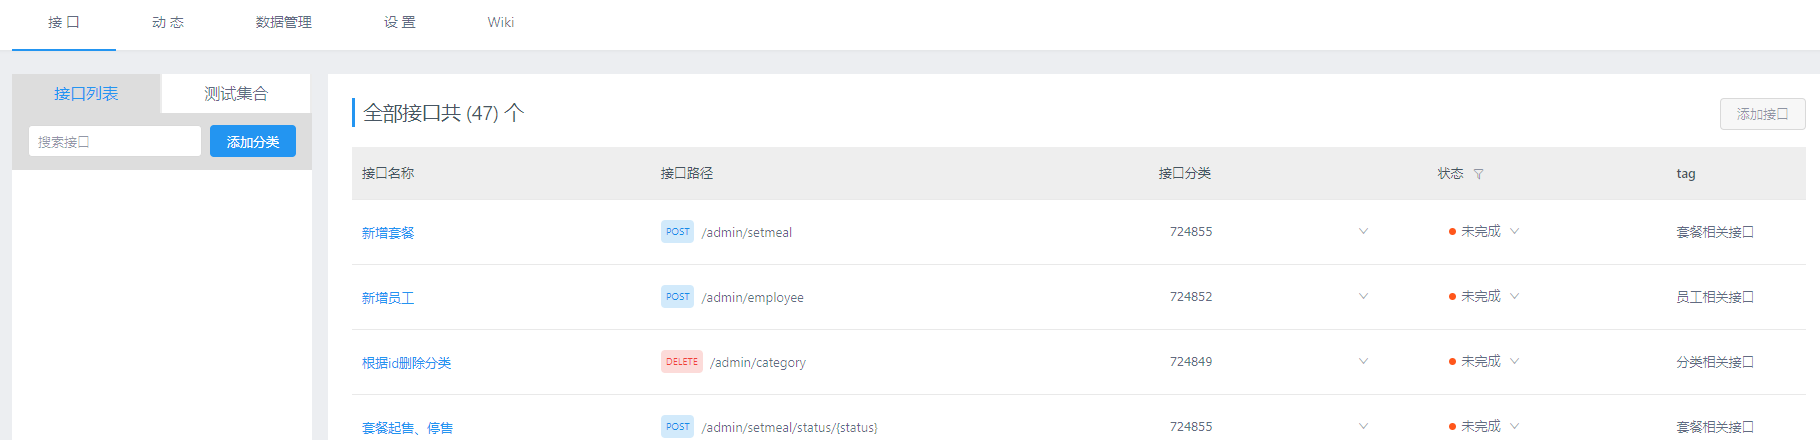 接 口 动 态 数据管理 设 置 Wiki
接口列表 测试集合
搜索接口 添加分类
全部接口共 (47) 个 添加接口
接口名称 接口路径 接口分类 状态 tag
新增套餐 POST /admin/setmeal 724855 未完成 套餐相关接口
新增员工 POST /admin/employee 724852 未完成 员工相关接口
根据id删除分类 DELETE /admin/category 724849 未完成 分类相关接口
套餐起售、停售 POST /admin/setmeal/status/{status} 724855 未完成 套餐相关接口